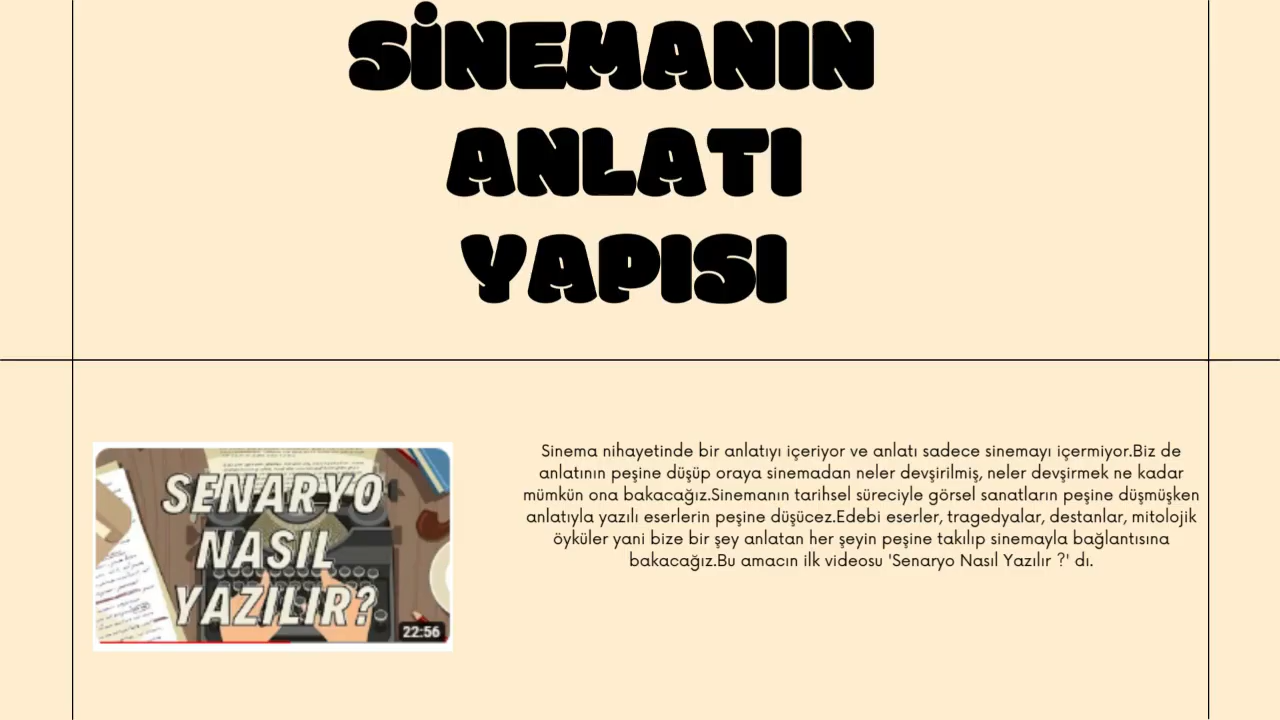 SİNEMANIN
ANLATI
YAPISI
SENARYO
NASIL
YAZILIR?
22:56
Sinema nihayetinde bir anlatıyı içeriyor ve anlatı sadece sinemayı içermiyor.Biz de
anlatının peşine düşüp oraya sinemadan neler devşirilmiş, neler devşirmek ne kadar
mümkün ona bakacağız.Sinemanın tarihsel süreciyle görsel sanatların peşine düşmüşken
anlatıyla yazılı eserlerin peşine düşücez.Edebi eserler, tragedyalar, destanlar, mitolojik
öyküler yani bize bir şey anlatan her şeyin peşine takılıp sinemayla bağlantısına
bakacağız.Bu amacın ilk videosu 'Senaryo Nasıl Yazılır ?' dı.